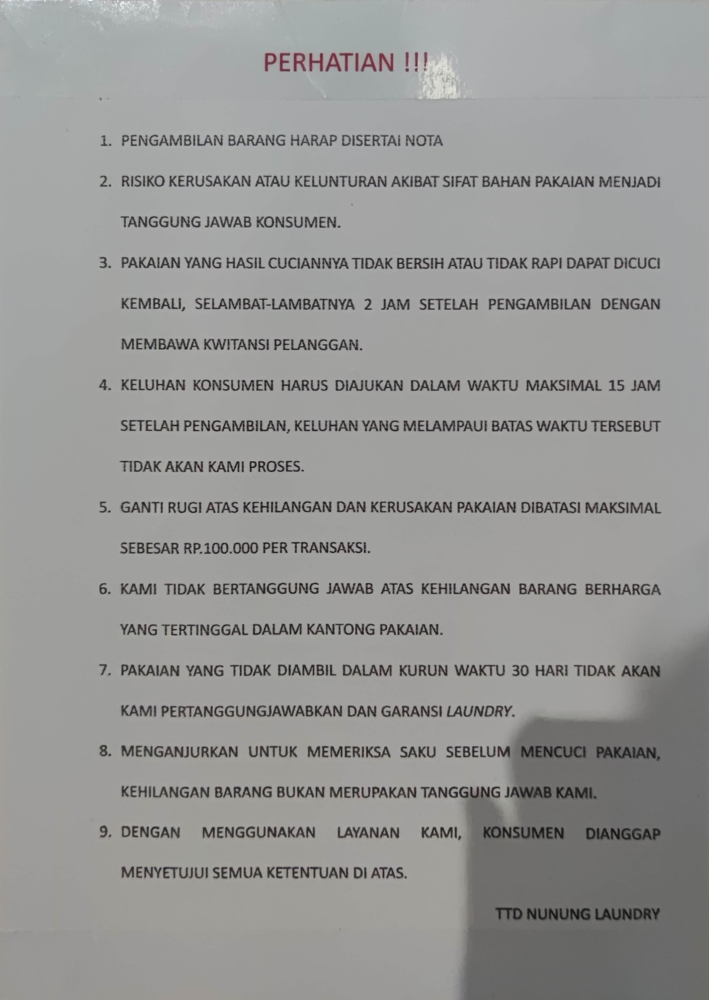 PERHATIAN !!!
1. PENGAMBILAN BARANG HARAP DISERTAI NOTA
2. RISIKO KERUSAKAN ATAU KELUNTURAN AKIBAT SIFAT BAHAN PAKAIAN MENJADI
TANGGUNG JAWAB KONSUMEN.
3. PAKAIAN YANG HASIL CUCIANNYA TIDAK BERSIH ATAU TIDAK RAPI DAPAT DICUCI
KEMBALI, SELAMBAT-LAMBATNYA 2 JAM SETELAH PENGAMBILAN DENGAN
MEMBAWA KWITANSI PELANGGAN.
4. KELUHAN KONSUMEN HARUS DIAJUKAN DALAM WAKTU MAKSIMAL 15 JAM
SETELAH PENGAMBILAN, KELUHAN YANG MELAMPAUI BATAS WAKTU TERSEBUT
TIDAK AKAN KAMI PROSES.
5. GANTI RUGI ATAS KEHILANGAN DAN KERUSAKAN PAKAIAN DIBATASI MAKSIMAL
SEBESAR RP.100.000 PER TRANSAKSI.
6. KAMI TIDAK BERTANGGUNG JAWAB ATAS KEHILANGAN BARANG BERHARGA
YANG TERTINGGAL DALAM KANTONG PAKAIAN.
7. PAKAIAN YANG TIDAK DIAMBIL DALAM KURUN WAKTU 30 HARI TIDAK AKAN
KAMI PERTANGGUNGJAWABKAN DAN GARANSI LAUNDRY.
8. MENGANJURKAN UNTUK MEMERIKSA SAKU SEBELUM MENCUCI PAKAIAN,
KEHILANGAN BARANG BUKAN MERUPAKAN TANGGUNG JAWAB KAMI.
9. DENGAN MENGGUNAKAN LAYANAN KAMI, KONSUMEN DIANGGAP
MENYETUJUI SEMUA KETENTUAN DI ATAS.
TTD NUNUNG LAUNDRY